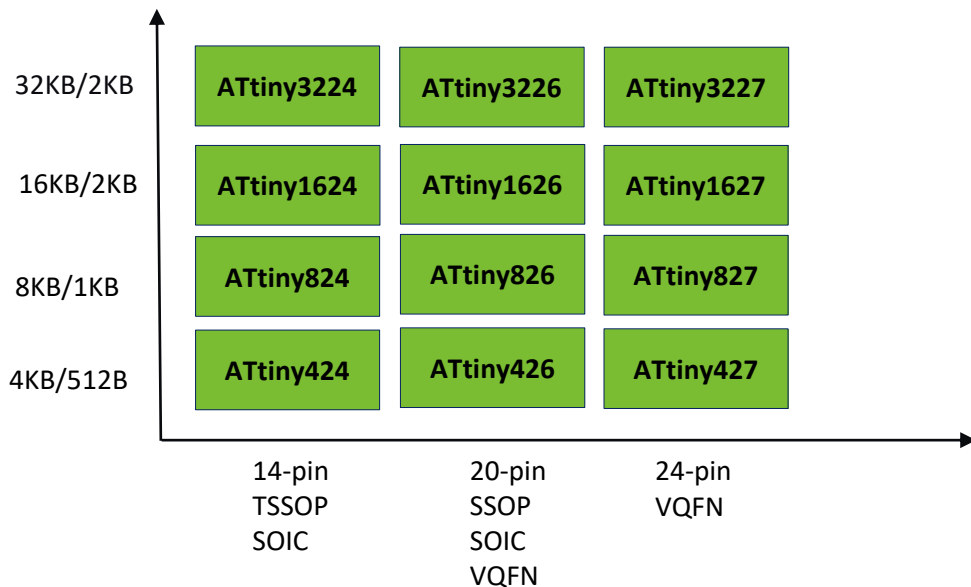 32KB/2KB
ATtiny3224
ATtiny3226
ATtiny3227
16KB/2KB
ATtiny1624
ATtiny1626
ATtiny1627
8KB/1KB
ATtiny824
ATtiny826
ATtiny827
4KB/512B
ATtiny424
ATtiny426
ATtiny427
14-pin
TSSOP
SOIC
20-pin
SSOP
SOIC
VQFN
24-pin
VQFN